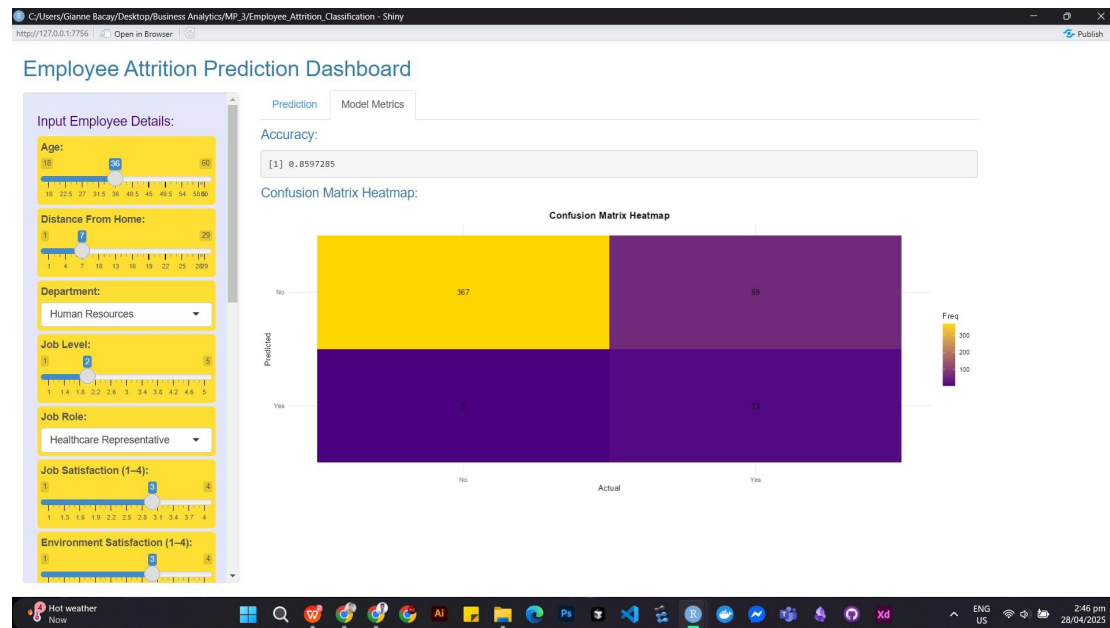 C:/Users/Gianne Bacay/Desktop/Business Analytics/MP_3/Employee_Attrition_Classification - Shiny
http://127.0.0.1:7756 Open in Browser Publish
Employee Attrition Prediction Dashboard
Input Employee Details:
Age:
18 36 60
18 22.5 27 31.5 36 40.5 45 49.5 54 58.5 60
Distance From Home:
1 7 29
1 4 7 10 13 16 19 22 25 28 29
Department:
Human Resources
Job Level:
1 2 5
1 1.4 1.8 2.2 2.6 3 3.4 3.8 4.2 4.6 5
Job Role:
Healthcare Representative
Job Satisfaction (1–4):
1 3 4
1 1.3 1.6 1.9 2.2 2.5 2.8 3.1 3.4 3.7 4
Environment Satisfaction (1–4):
1 3 4
Prediction Model Metrics
Accuracy:
[1] 0.8597285
Confusion Matrix Heatmap:
Confusion Matrix Heatmap
No 367 59
Predicted
Yes 13
No Yes
Actual
Freq
300
200
100
Hot weather
Now
ENG
US
2:46 pm
28/04/2025